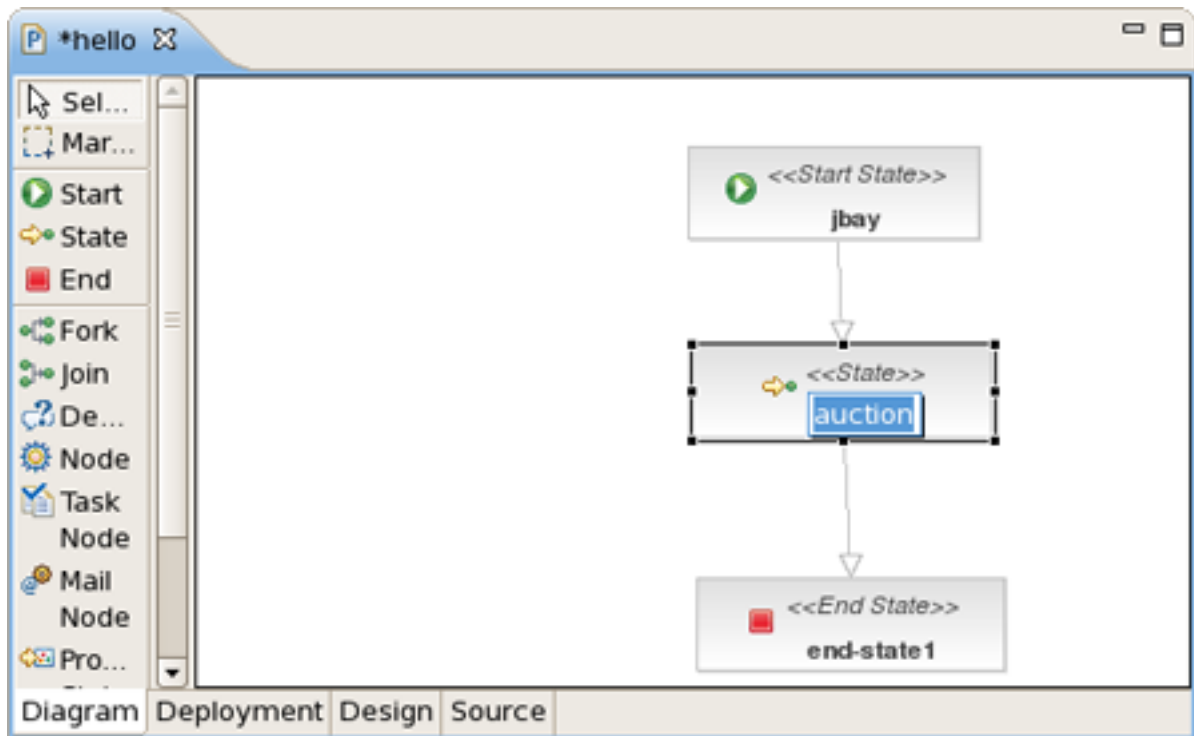 *hello
Sel...
Mar...
Start
State
End
Fork
Join
De...
Node
Task
Node
Mail
Node
Pro...
<<Start State>>
jbay
<<State>>
auction
<<End State>>
end-state1
Diagram Deployment Design Source